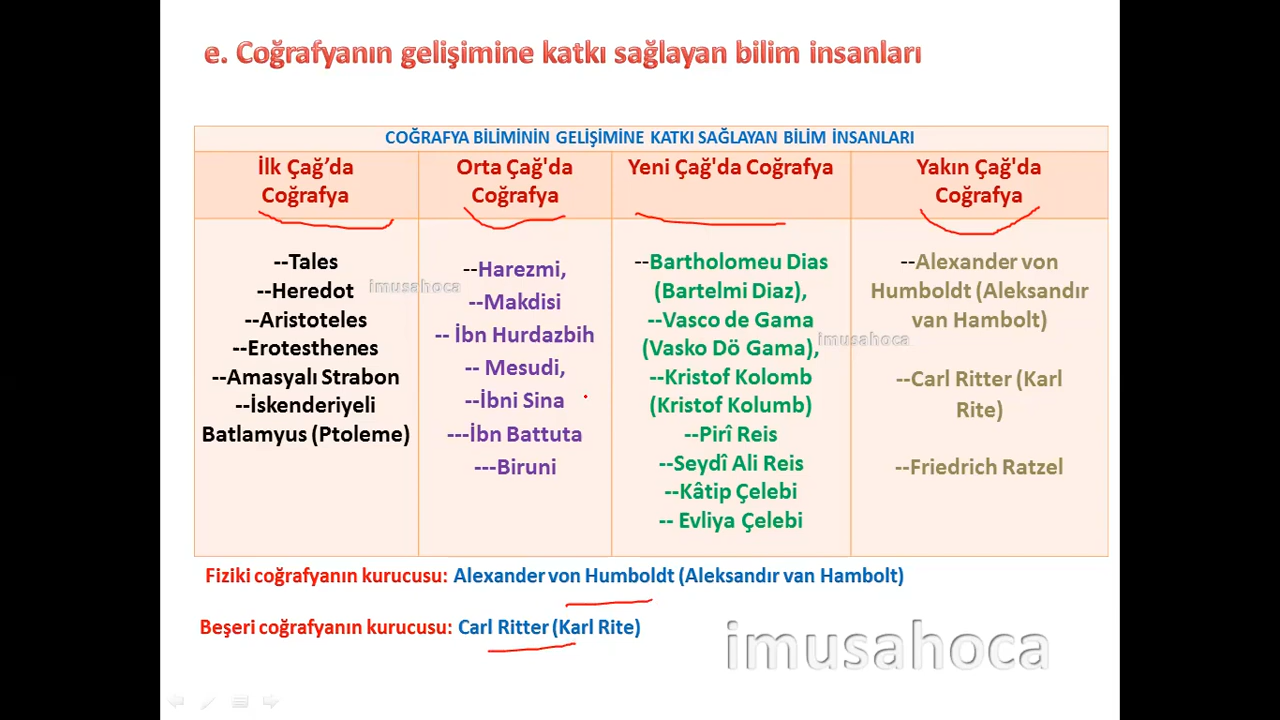 e. Coğrafyanın gelişimine katkı sağlayan bilim insanları
COĞRAFYA BİLİMİNİN GELİŞİMİNE KATKI SAĞLAYAN BİLİM İNSANLARI
İlk Çağ’da
Coğrafya
--Tales
--Heredot
--Aristoteles
--Erotesthenes
--Amasyalı Strabon
--İskenderiyeli
Batlamyus (Ptoleme)
Orta Çağ'da
Coğrafya
--Harezmi,
--Makdisi
-- İbn Hurdazbih
-- Mesudi,
--İbni Sina
---İbn Battuta
---Biruni
Yeni Çağ'da Coğrafya
--Bartholomeu Dias
(Bartelmi Diaz),
--Vasco de Gama
(Vasko Dö Gama),
--Kristof Kolomb
(Kristof Kolumb)
--Pirî Reis
--Seydî Ali Reis
--Kâtip Çelebi
-- Evliya Çelebi
Yakın Çağ'da
Coğrafya
--Alexander von
Humboldt (Aleksandır
van Hambolt)
--Carl Ritter (Karl
Rite)
--Friedrich Ratzel
imusahoca
imusahoca
Fiziki coğrafyanın kurucusu: Alexander von Humboldt (Aleksandır van Hambolt)
Beşeri coğrafyanın kurucusu: Carl Ritter (Karl Rite)
imusahoca